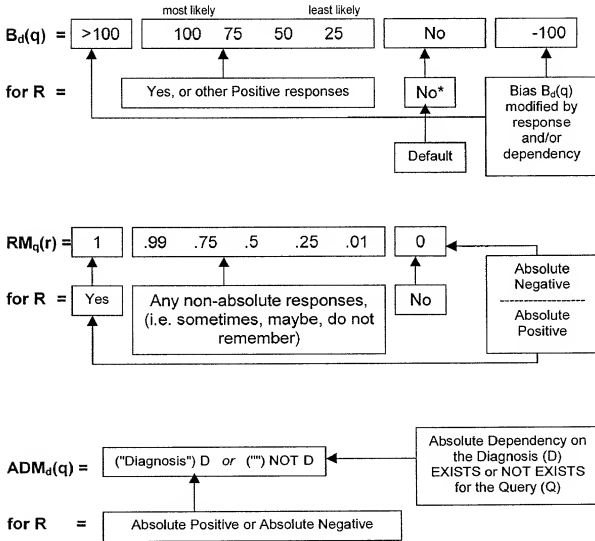 most likely least likely
B_d(q) = >100 100 75 50 25 No -100
for R = Yes, or other Positive responses No* Bias B_d(q)
modified by
response
and/or
dependency
Default
RM_q(r) = 1 .99 .75 .5 .25 .01 0
Absolute
Negative
Absolute
Positive
for R = Yes Any non-absolute responses,
(i.e. sometimes, maybe, do not
remember) No
ADM_d(q) = ("Diagnosis") D or ("") NOT D
Absolute Dependency on
the Diagnosis (D)
EXISTS or NOT EXISTS
for the Query (Q)
for R = Absolute Positive or Absolute Negative